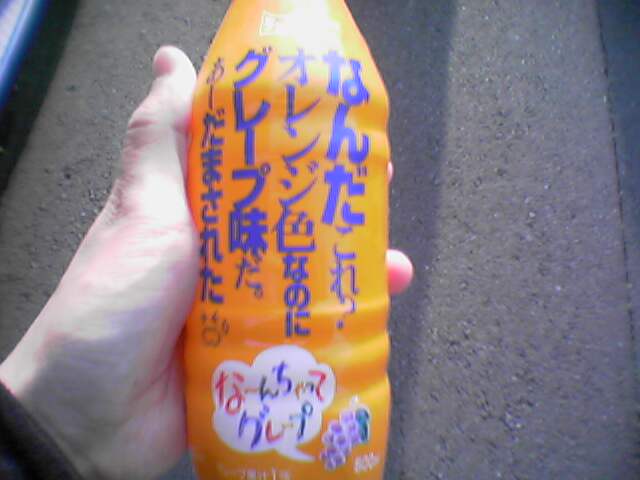 なんだこれっ.
オレンジ色なのに
グレープ味だ。
あーだまされた
なーんちゃって
グレープ